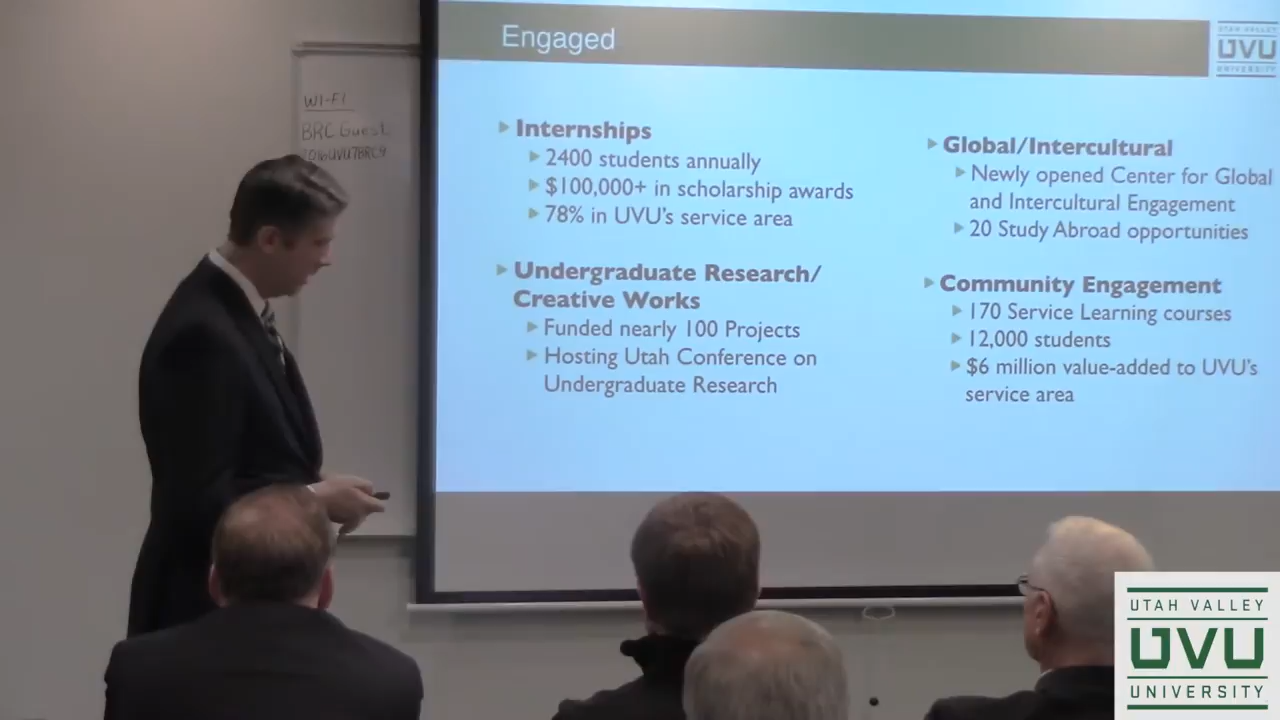 Engaged
UTAH VALLEY
UVU
UNIVERSITY
WI-FI
BRC Guest
Internships
2400 students annually
$100,000+ in scholarship awards
78% in UVU's service area
Undergraduate Research/
Creative Works
Funded nearly 100 Projects
Hosting Utah Conference on
Undergraduate Research
Global/Intercultural
Newly opened Center for Global
and Intercultural Engagement
20 Study Abroad opportunities
Community Engagement
170 Service Learning courses
12,000 students
$6 million value-added to UVU's
service area
UTAH VALLEY
UVU
UNIVERSITY